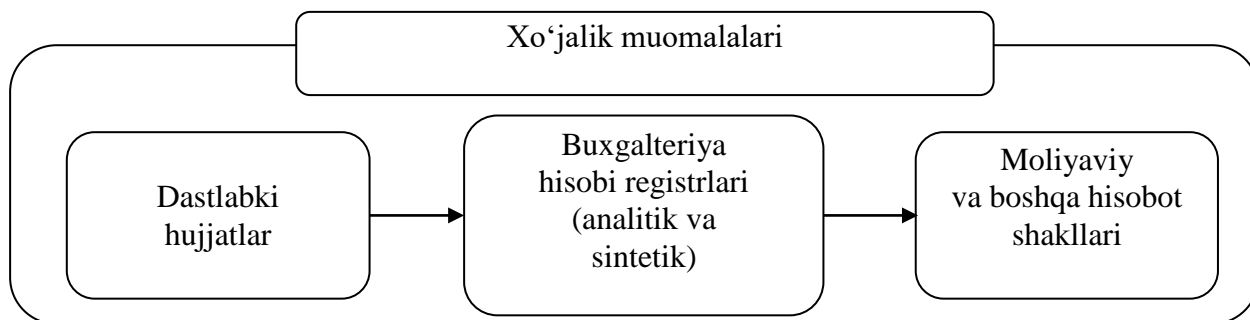 Xo‘jalik muomalalari
Dastlabki
hujjatlar
Buxgalteriya
hisobi registrlari
(analitik va
sintetik)
Moliyaviy
va boshqa hisobot
shakllari